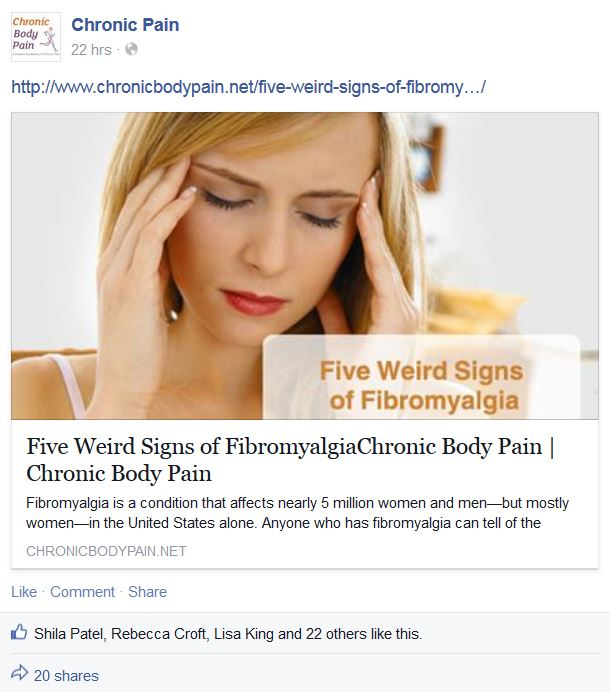 Chronic
Body
Pain
Chronic Pain
22 hrs ·
http://www.chronicbodypain.net/five-weird-signs-of-fibromy…/
Five Weird Signs
of Fibromyalgia
Five Weird Signs of FibromyalgiaChronic Body Pain |
Chronic Body Pain
Fibromyalgia is a condition that affects nearly 5 million women and men—but mostly
women—in the United States alone. Anyone who has fibromyalgia can tell of the
CHRONICBODYPAIN.NET
Like · Comment · Share
Shila Patel, Rebecca Croft, Lisa King and 22 others like this.
20 shares